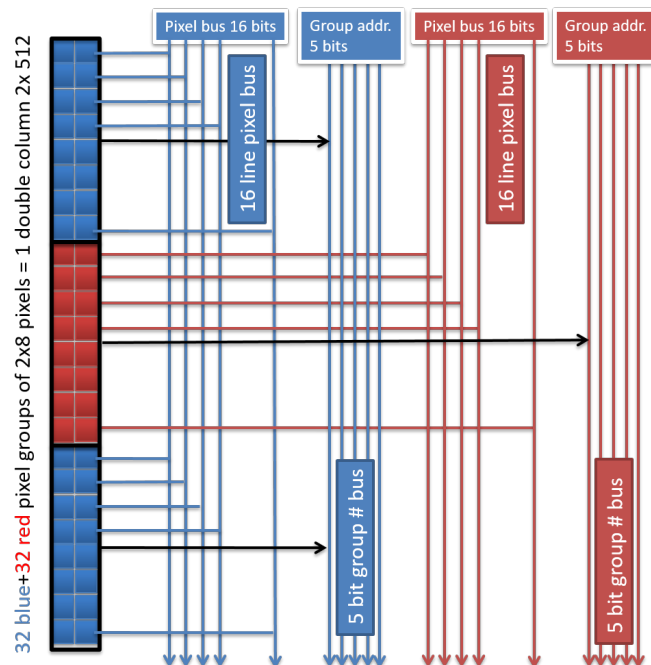 Pixel bus 16 bits
Group addr.
5 bits
Pixel bus 16 bits
Group addr.
5 bits
16 line pixel bus
16 line pixel bus
32 blue+32 red pixel groups of 2x8 pixels = 1 double column 2x 512
5 bit group # bus
5 bit group # bus